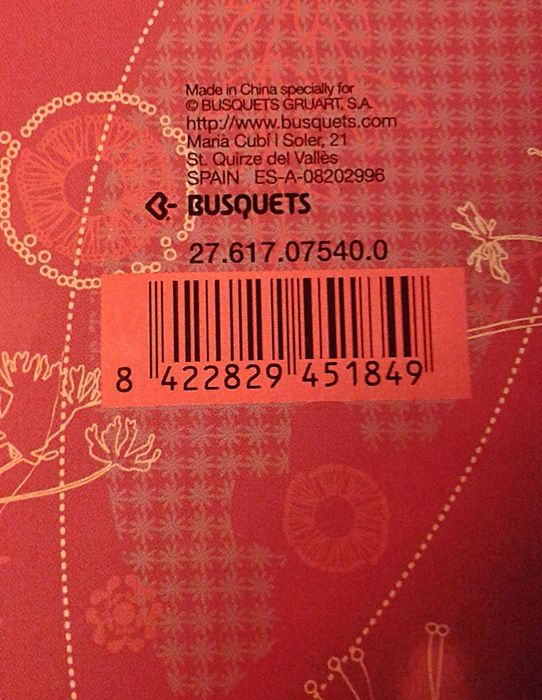 Made in China specially for
© BUSQUETS GRUART, S.A.
http://www.busquets.com
Marià Cubí I Soler, 21
St. Quirze del Vallès
SPAIN ES-A-08202996
B- BUSQUETS
27.617.07540.0
8 422829 451849